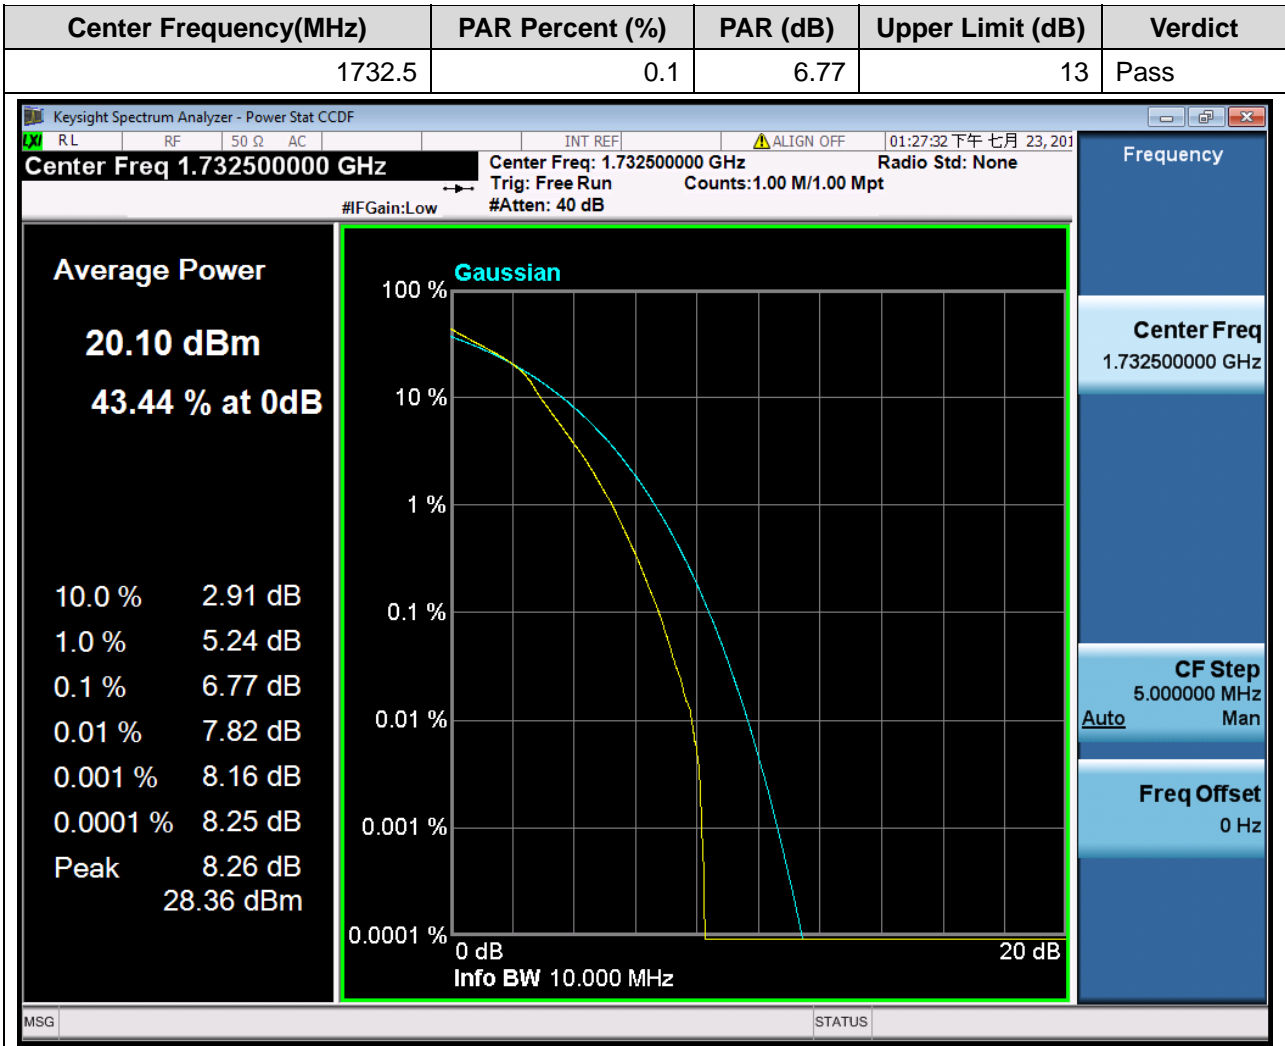 Center Frequency(MHz) PAR Percent (%) PAR (dB) Upper Limit (dB) Verdict
1732.5 0.1 6.77 13 Pass
Keysight Spectrum Analyzer - Power Stat CCDF
LXI RL RF 50 Ω AC INT REF ALIGN OFF 01:27:32 下午 七月 23, 201
Center Freq 1.732500000 GHz
Center Freq: 1.732500000 GHz Radio Std: None
Trig: Free Run Counts:1.00 M/1.00 Mpt
#IFGain:Low #Atten: 40 dB
Average Power
20.10 dBm
43.44 % at 0dB
10.0 % 2.91 dB
1.0 % 5.24 dB
0.1 % 6.77 dB
0.01 % 7.82 dB
0.001 % 8.16 dB
0.0001 % 8.25 dB
Peak 8.26 dB
28.36 dBm
Gaussian
100 %
10 %
1 %
0.1 %
0.01 %
0.001 %
0.0001 %
0 dB 20 dB
Info BW 10.000 MHz
Frequency
Center Freq
1.732500000 GHz
CF Step
5.000000 MHz
Auto Man
Freq Offset
0 Hz
MSG STATUS